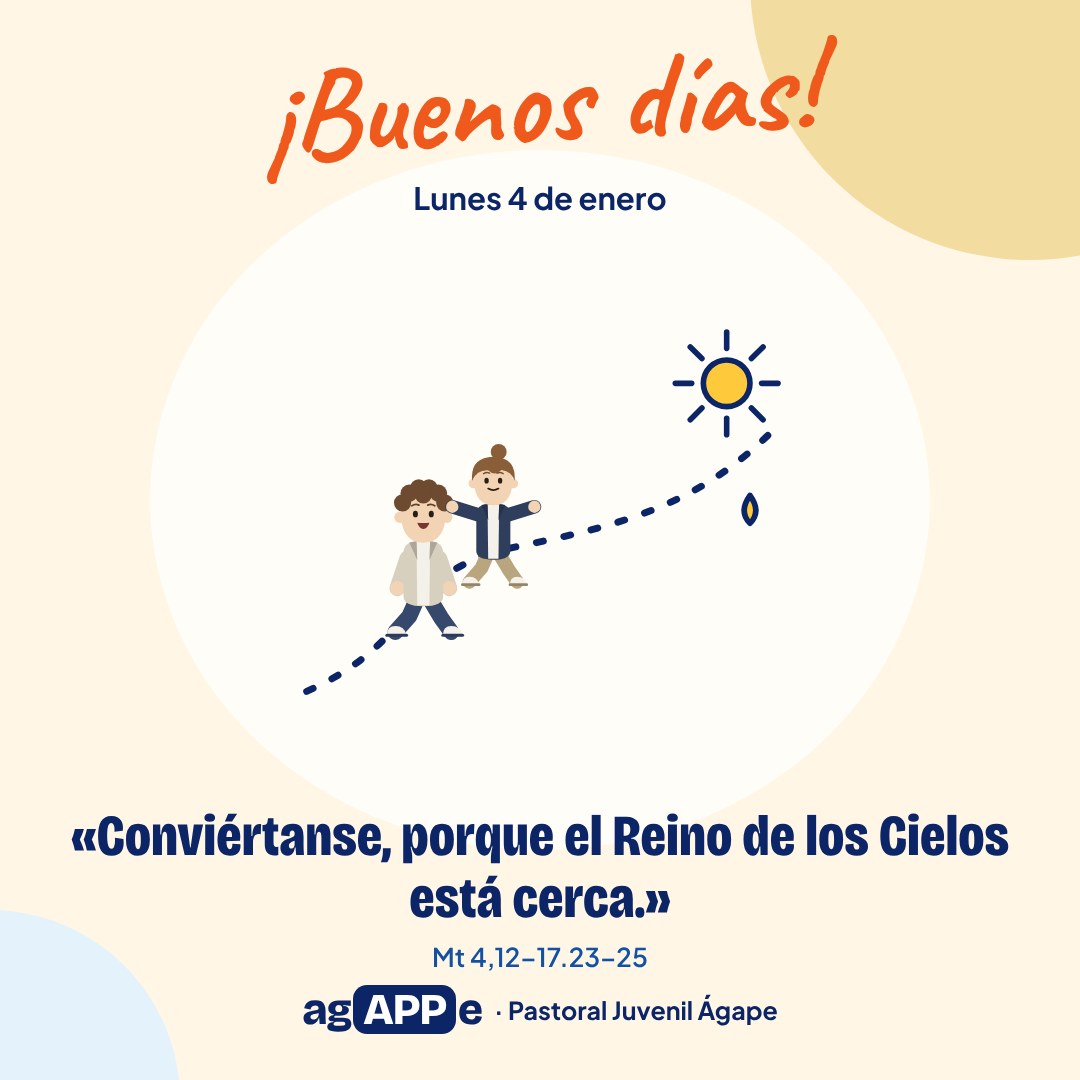 ¡Buenos días!
Lunes 4 de enero
«Conviértanse, porque el Reino de los Cielos
está cerca.»
Mt 4,12–17.23–25
agAPPe · Pastoral Juvenil Ágape